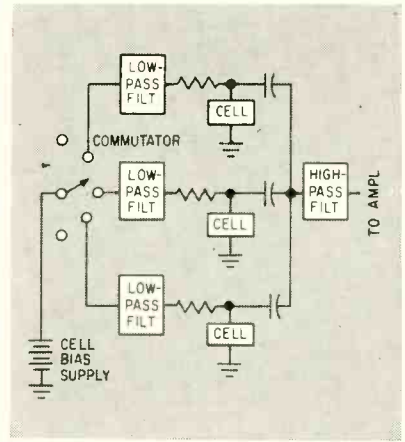 LOW-
PASS
FILT
CELL
COMMUTATOR
LOW-
PASS
FILT
CELL
HIGH-
PASS
FILT
TO AMPL
LOW-
PASS
FILT
CELL
CELL
BIAS
SUPPLY